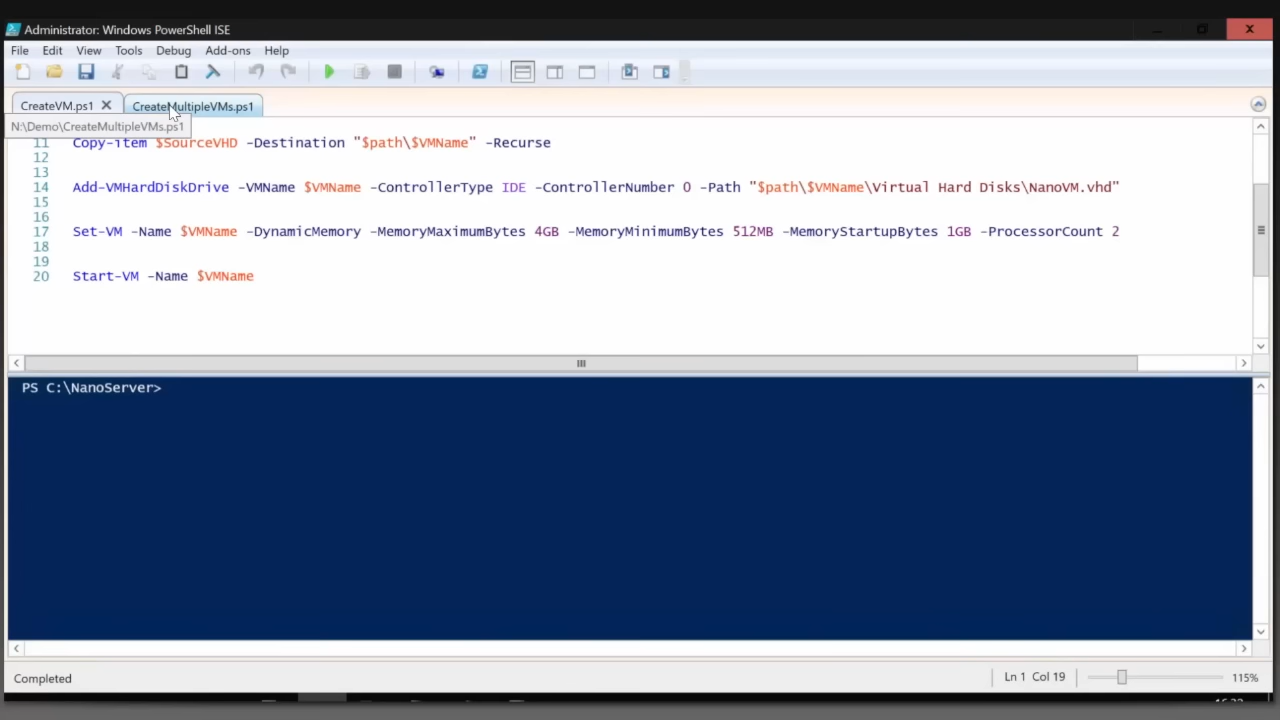 Administrator: Windows PowerShell ISE
File Edit View Tools Debug Add-ons Help
CreateVM.ps1 CreateMultipleVMs.ps1
N:\Demo\CreateMultipleVMs.ps1
11 Copy-item $SourceVHD -Destination "$path\$VMName" -Recurse
12
13
14 Add-VMHardDiskDrive -VMName $VMName -ControllerType IDE -ControllerNumber 0 -Path "$path\$VMName\Virtual Hard Disks\NanoVM.vhd"
15
16
17 Set-VM -Name $VMName -DynamicMemory -MemoryMaximumBytes 4GB -MemoryMinimumBytes 512MB -MemoryStartupBytes 1GB -ProcessorCount 2
18
19
20 Start-VM -Name $VMName
PS C:\NanoServer>
Completed Ln 1 Col 19 115%